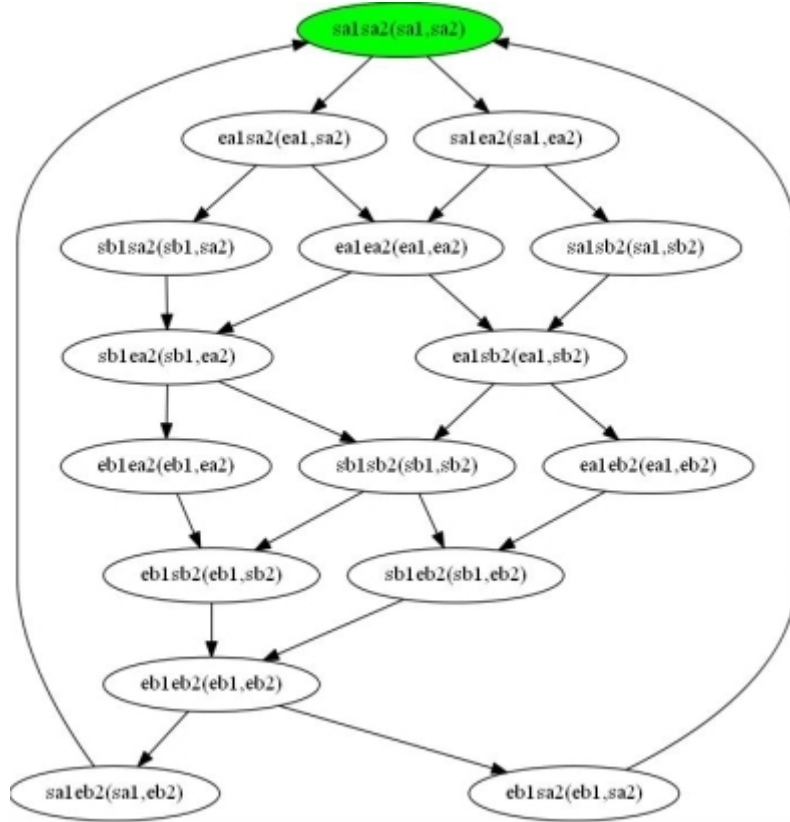 sa1sa2(sa1,sa2)
ea1sa2(ea1,sa2)
sa1ea2(sa1,ea2)
sb1sa2(sb1,sa2)
ea1ea2(ea1,ea2)
sa1sb2(sa1,sb2)
sb1ea2(sb1,ea2)
ea1sb2(ea1,sb2)
eb1ea2(eb1,ea2)
sb1sb2(sb1,sb2)
ea1eb2(ea1,eb2)
eb1sb2(eb1,sb2)
sb1eb2(sb1,eb2)
eb1eb2(eb1,eb2)
sa1eb2(sa1,eb2)
eb1sa2(eb1,sa2)